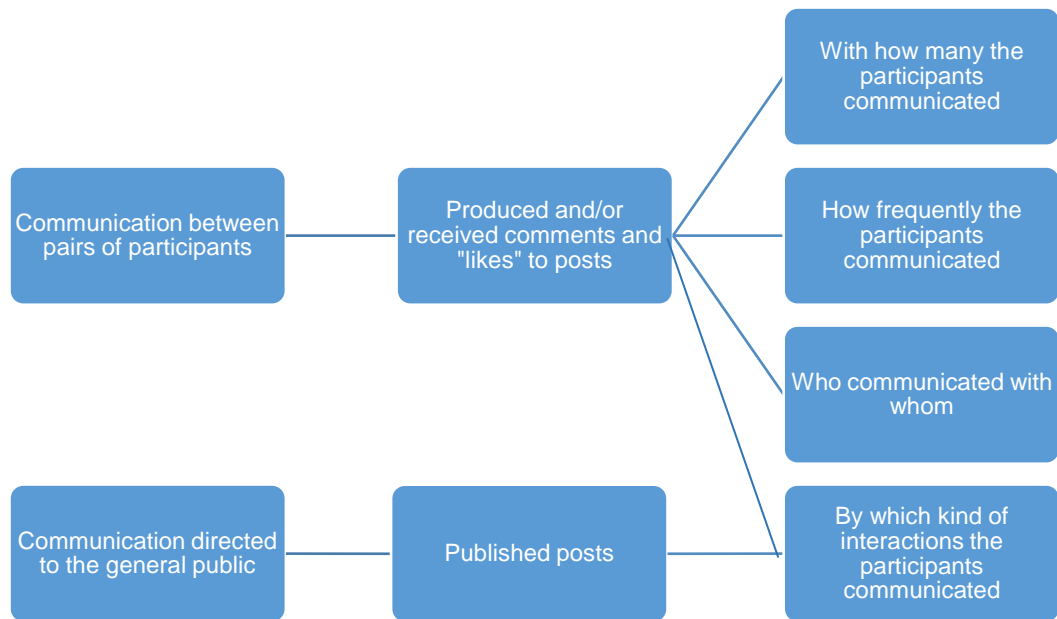 With how many the
participants
communicated
Communication between
pairs of participants
Produced and/or
received comments and
"likes" to posts
How frequently the
participants
communicated
Who communicated with
whom
Communication directed
to the general public
Published posts
By which kind of
interactions the
participants
communicated